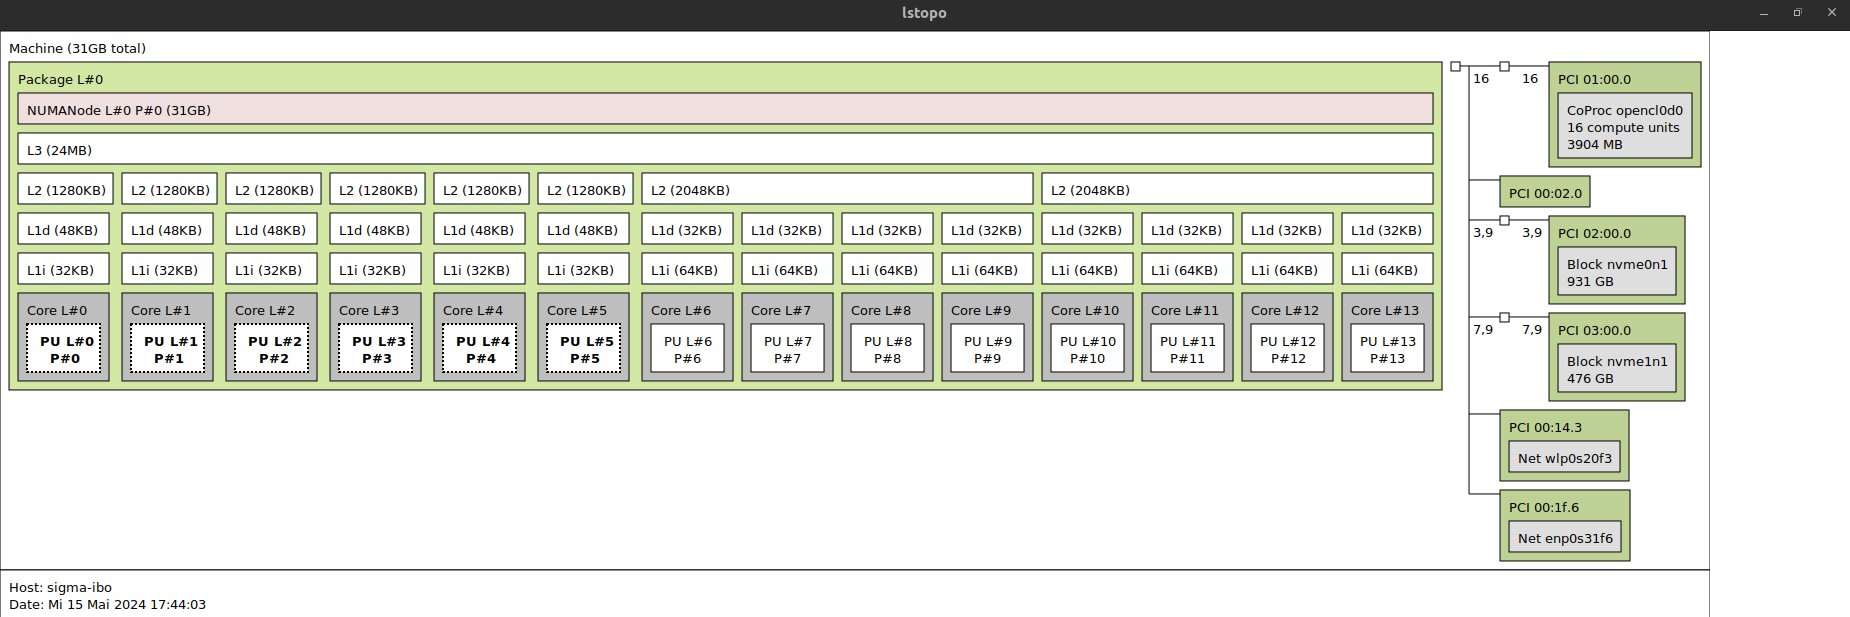 lstopo
Machine (31GB total)
Package L#0
NUMANode L#0 P#0 (31GB)
L3 (24MB)
L2 (1280KB) L2 (1280KB) L2 (1280KB) L2 (1280KB) L2 (1280KB) L2 (1280KB) L2 (2048KB) L2 (2048KB)
L1d (48KB) L1d (48KB) L1d (48KB) L1d (48KB) L1d (48KB) L1d (48KB) L1d (32KB) L1d (32KB) L1d (32KB) L1d (32KB) L1d (32KB) L1d (32KB) L1d (32KB) L1d (32KB)
L1i (32KB) L1i (32KB) L1i (32KB) L1i (32KB) L1i (32KB) L1i (32KB) L1i (64KB) L1i (64KB) L1i (64KB) L1i (64KB) L1i (64KB) L1i (64KB) L1i (64KB) L1i (64KB)
Core L#0 Core L#1 Core L#2 Core L#3 Core L#4 Core L#5 Core L#6 Core L#7 Core L#8 Core L#9 Core L#10 Core L#11 Core L#12 Core L#13
PU L#0 PU L#1 PU L#2 PU L#3 PU L#4 PU L#5 PU L#6 PU L#7 PU L#8 PU L#9 PU L#10 PU L#11 PU L#12 PU L#13
P#0 P#1 P#2 P#3 P#4 P#5 P#6 P#7 P#8 P#9 P#10 P#11 P#12 P#13
16 16 PCI 01:00.0
CoProc opencl0d0
16 compute units
3904 MB
PCI 00:02.0
3,9 3,9 PCI 02:00.0
Block nvme0n1
931 GB
7,9 7,9 PCI 03:00.0
Block nvme1n1
476 GB
PCI 00:14.3
Net wlp0s20f3
PCI 00:1f.6
Net enp0s31f6
Host: sigma-ibo
Date: Mi 15 Mai 2024 17:44:03